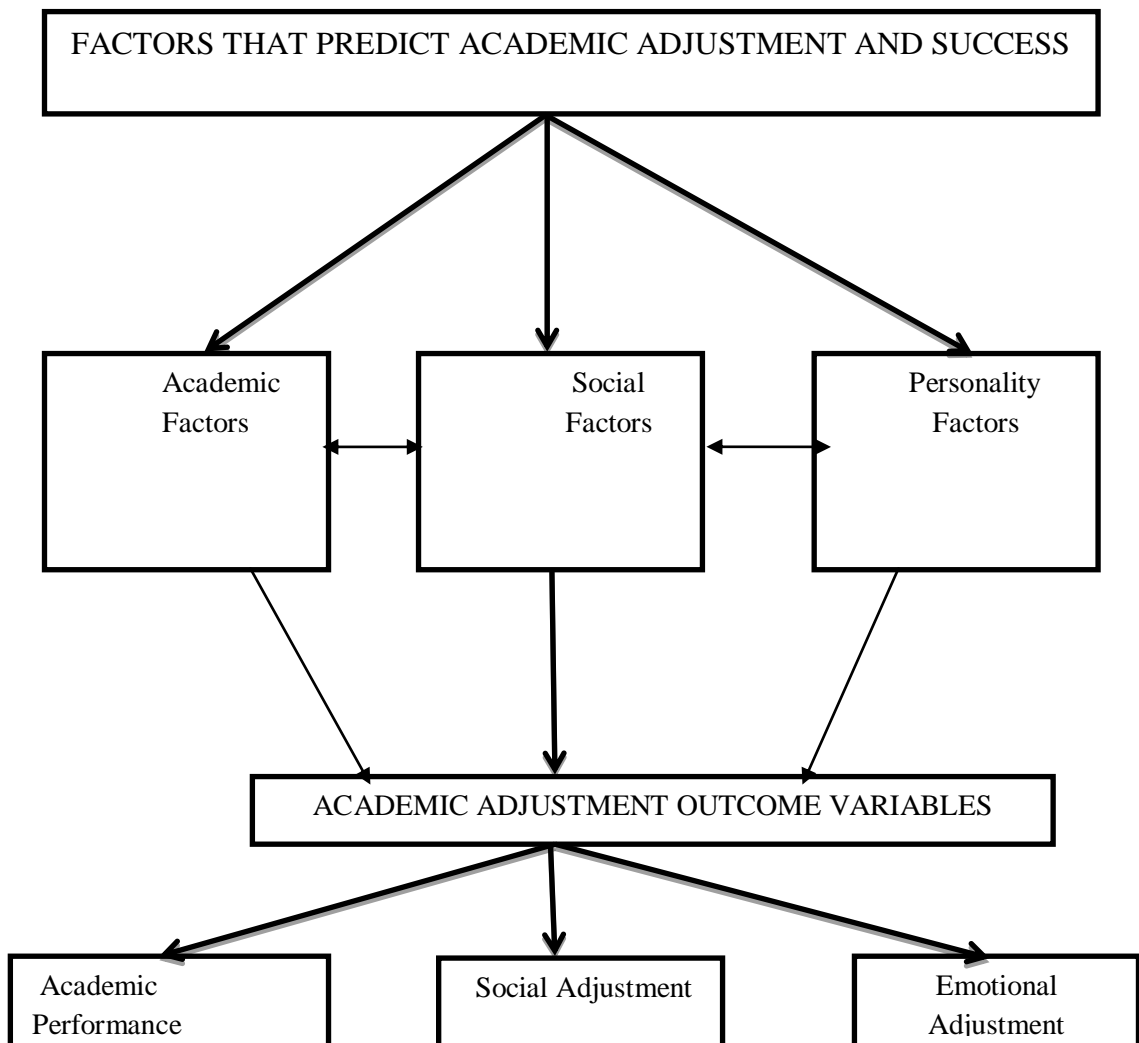 FACTORS THAT PREDICT ACADEMIC ADJUSTMENT AND SUCCESS
Academic
Factors
Social
Factors
Personality
Factors
ACADEMIC ADJUSTMENT OUTCOME VARIABLES
Academic
Performance
Social Adjustment
Emotional
Adjustment